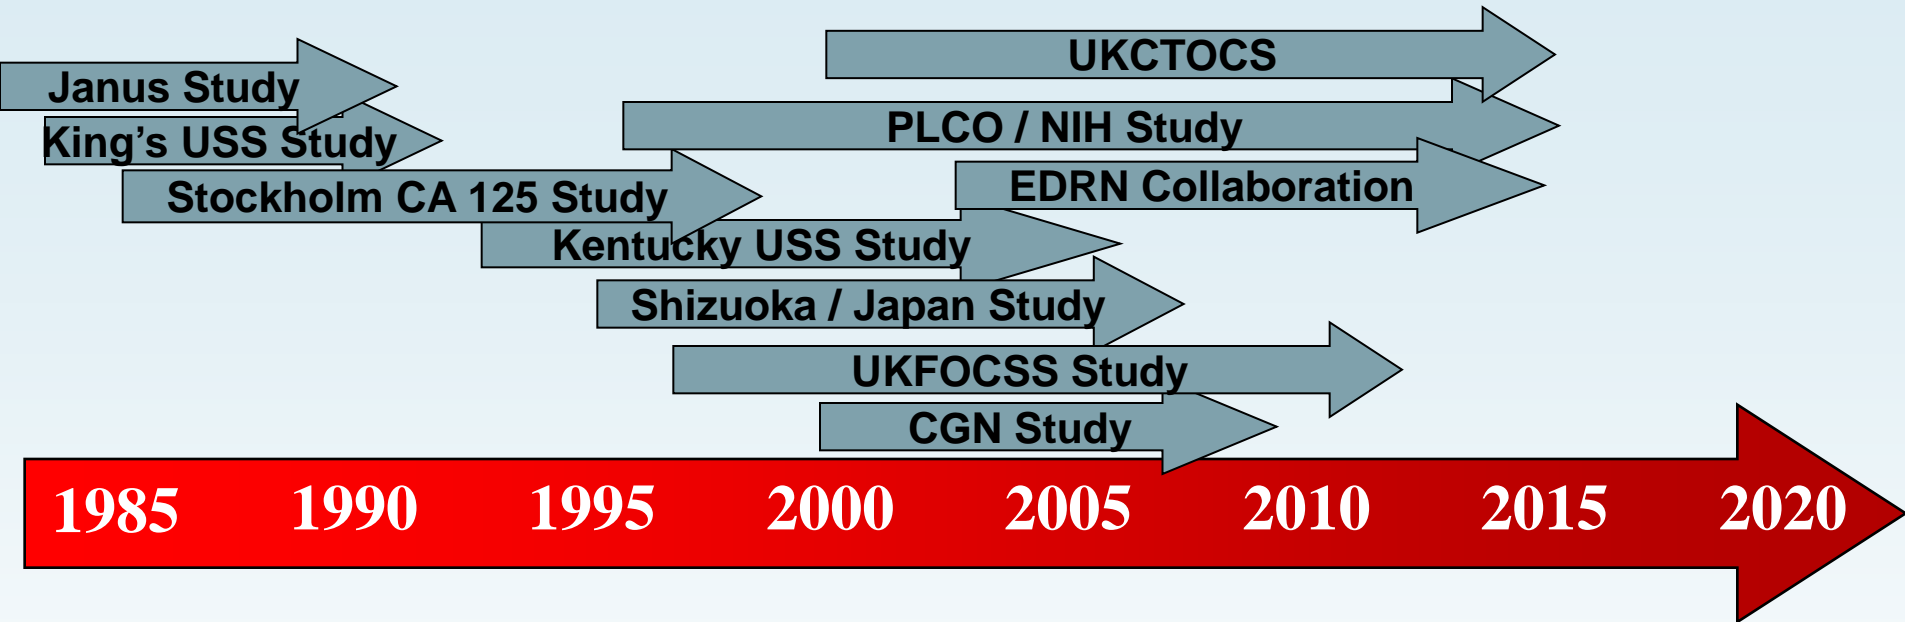 UKCTOCS
Janus Study
PLCO / NIH Study
King’s USS Study
EDRN Collaboration
Stockholm CA 125 Study
Kentucky USS Study
Shizuoka / Japan Study
UKFOCSS Study
CGN Study
1985 1990 1995 2000 2005 2010 2015 2020